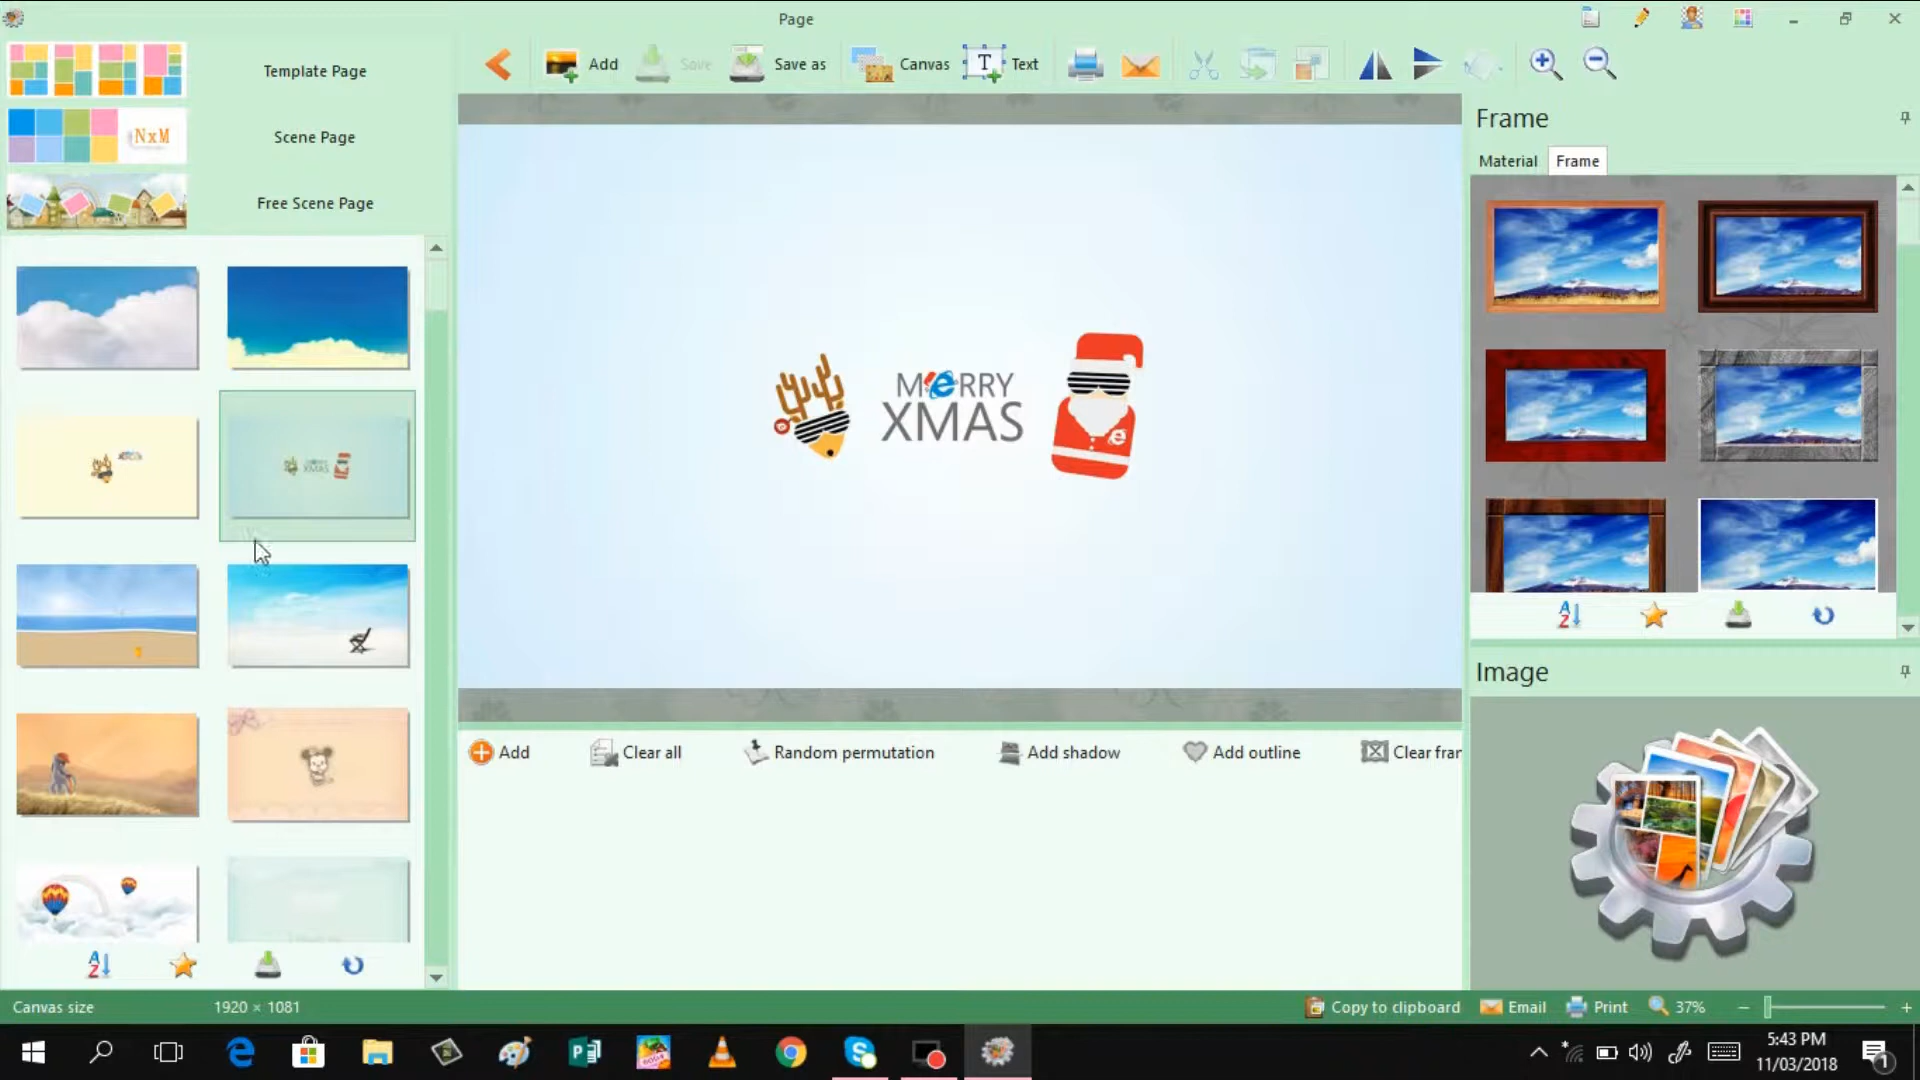 Page
Template Page
NxM
Scene Page
Free Scene Page
Add
Save
Save as
Canvas
T
Text
Frame
Material
Frame
MERRY
XMAS
Add
Clear all
Random permutation
Add shadow
Add outline
Clear frar
Image
Canvas size
1920 × 1081
Copy to clipboard
Email
Print
37%
5:43 PM
11/03/2018
1